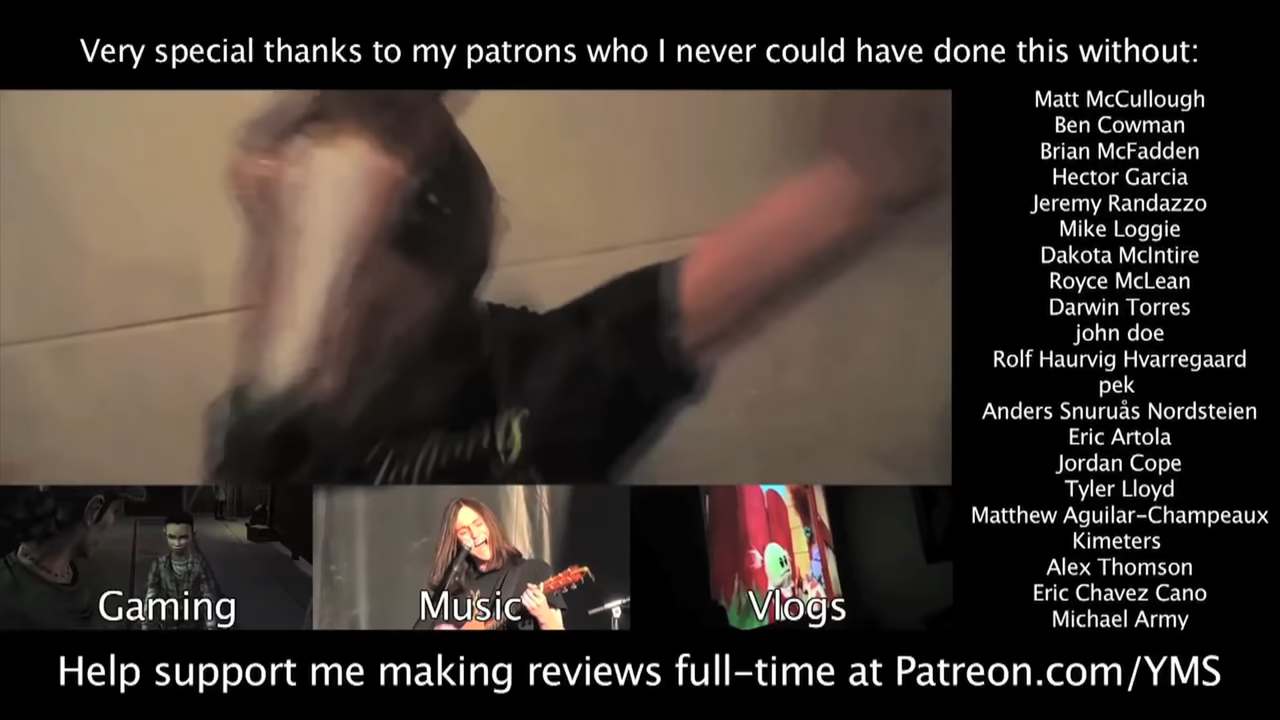 Very special thanks to my patrons who I never could have done this without:
Matt McCullough
Ben Cowman
Brian McFadden
Hector Garcia
Jeremy Randazzo
Mike Loggie
Dakota McIntire
Royce McLean
Darwin Torres
john doe
Rolf Haurvig Hvarregaard
pek
Anders Snuruås Nordsteien
Eric Artola
Jordan Cope
Tyler Lloyd
Matthew Aguilar-Champeaux
Kimeters
Alex Thomson
Eric Chavez Cano
Michael Army
Gaming
Music
Vlogs
Help support me making reviews full-time at Patreon.com/YMS